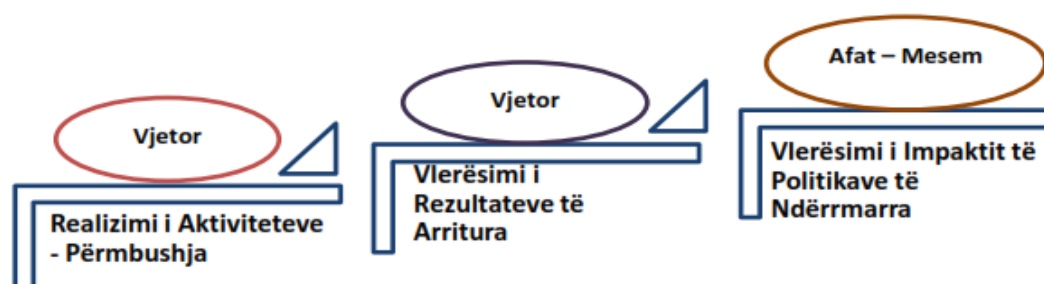 Vjetor
Realizimi i Aktiviteteve
- Përmbushja
Vjetor
Vlerësimi i
Rezultateve të
Arritura
Afat – Mesem
Vlerësimi i Impaktit të
Politikave të
Ndërrmarra